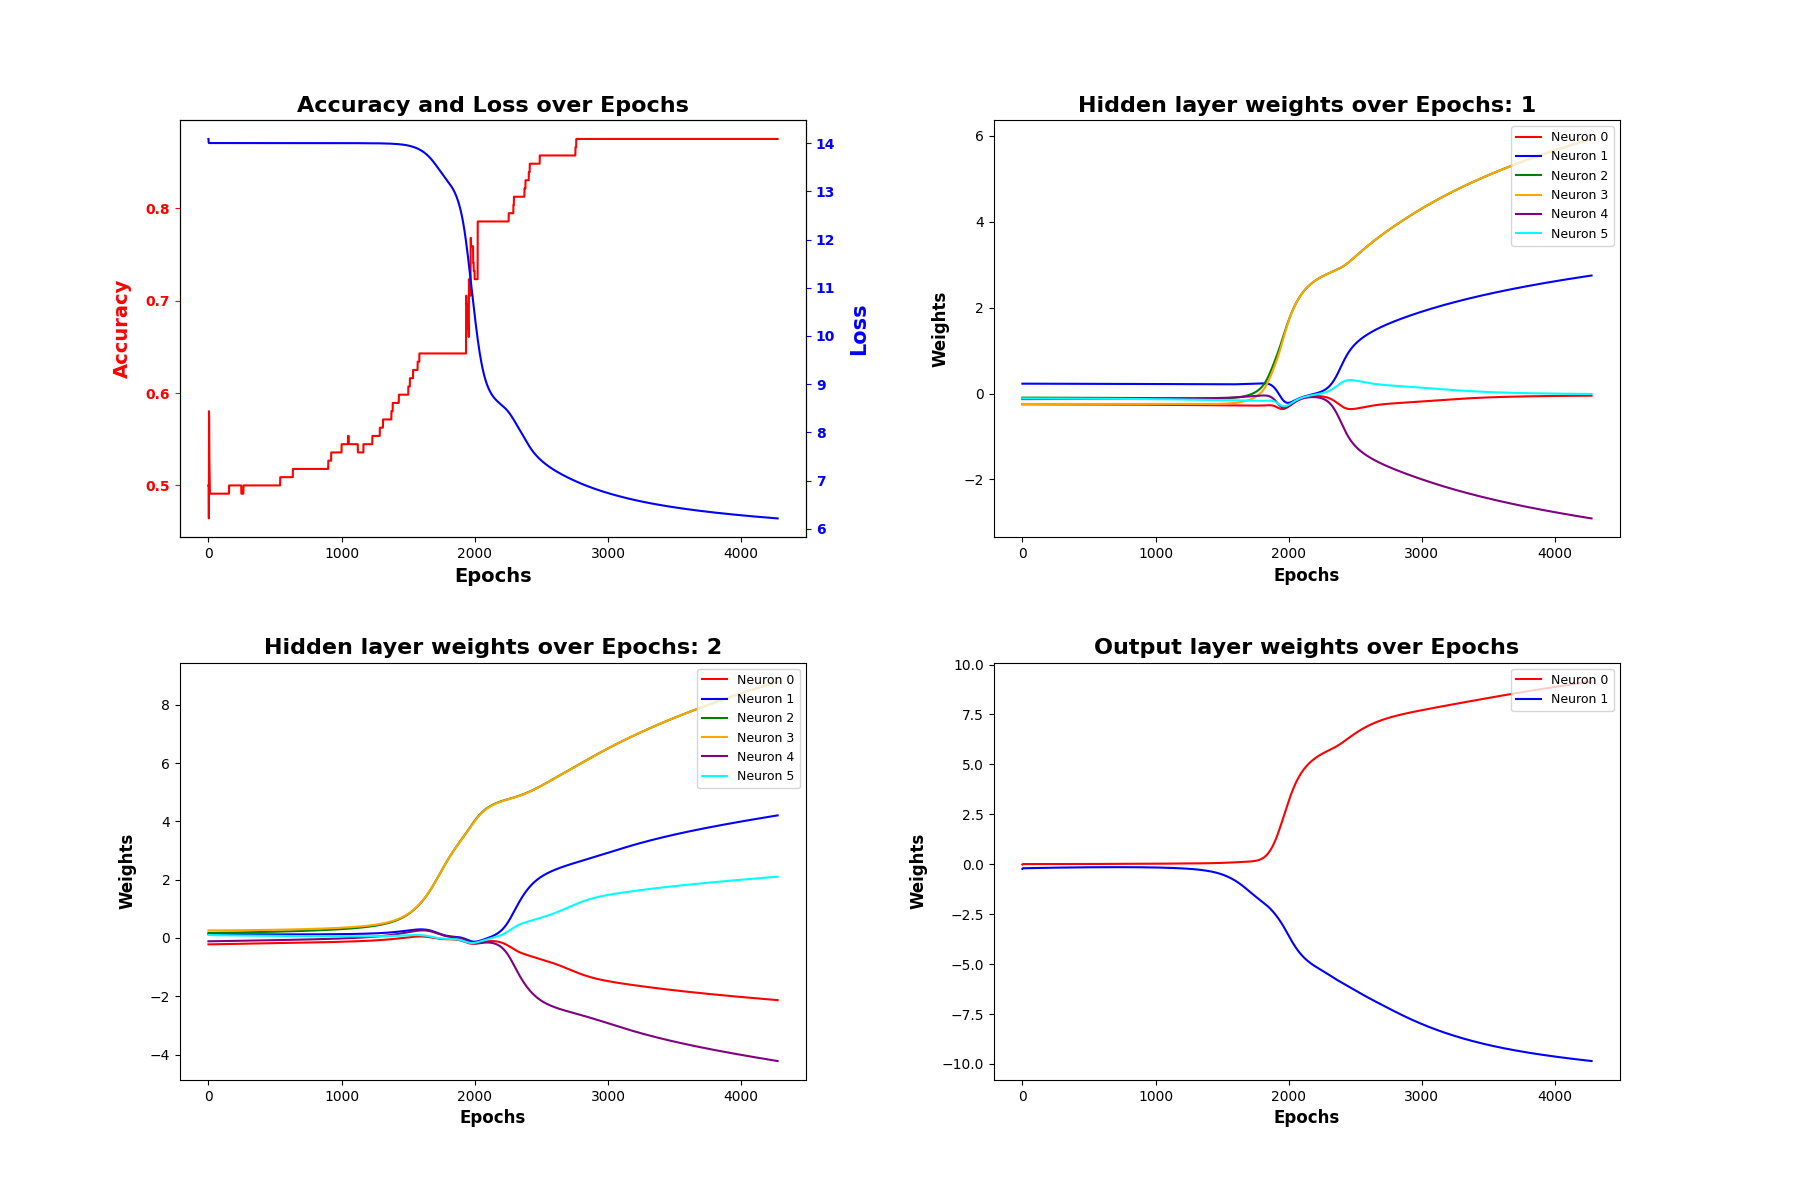 Accuracy and Loss over Epochs
Accuracy
0.8
0.7
0.6
0.5
14
13
12
11
10
9
8
7
6
Loss
0 1000 2000 3000 4000
Epochs
Hidden layer weights over Epochs: 1
Weights
6
4
2
0
−2
Neuron 0
Neuron 1
Neuron 2
Neuron 3
Neuron 4
Neuron 5
0 1000 2000 3000 4000
Epochs
Hidden layer weights over Epochs: 2
Weights
8
6
4
2
0
−2
−4
Neuron 0
Neuron 1
Neuron 2
Neuron 3
Neuron 4
Neuron 5
0 1000 2000 3000 4000
Epochs
Output layer weights over Epochs
Weights
10.0
7.5
5.0
2.5
0.0
−2.5
−5.0
−7.5
−10.0
Neuron 0
Neuron 1
0 1000 2000 3000 4000
Epochs